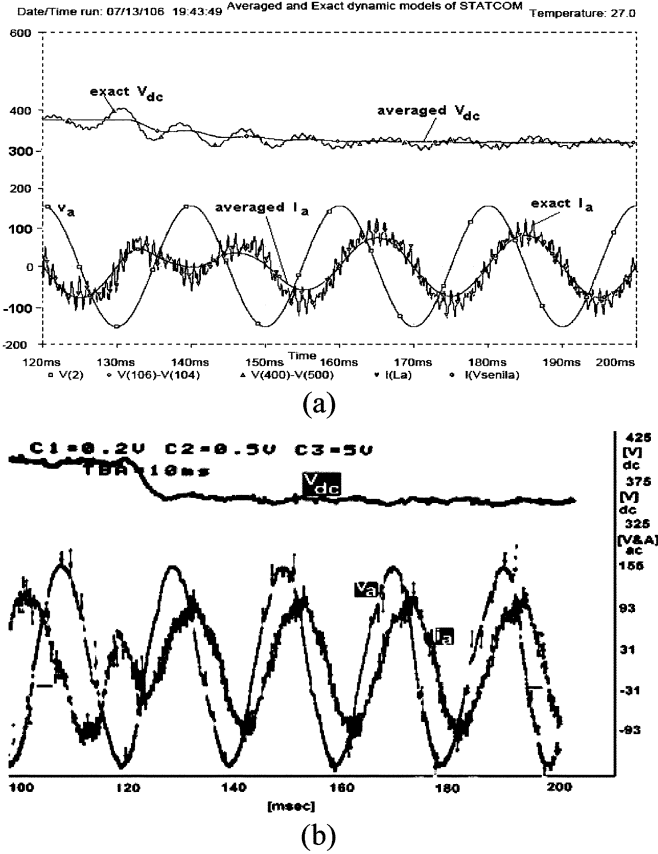 Date/Time run: 07/13/106 19:43:49 Averaged and Exact dynamic models of STATCOM Temperature: 27.0
600
400
300
200
100
0
-100
-200
exact Vdc
averaged Vdc
va
averaged Ia
exact Ia
120ms 130ms 140ms 150ms 160ms 170ms 180ms 190ms 200ms
Time
V(2) V(106)-V(104) V(400)-V(500) I(La) I(Vsenila)
(a)
C1=0.2V C2=0.5V C3=5V
TBA=10ms
Vdc
425
[V]
dc
375
[V]
dc
325
[V&A]
ac
155
93
31
-31
-93
va
ia
100 120 140 160 180 200
[msec]
(b)